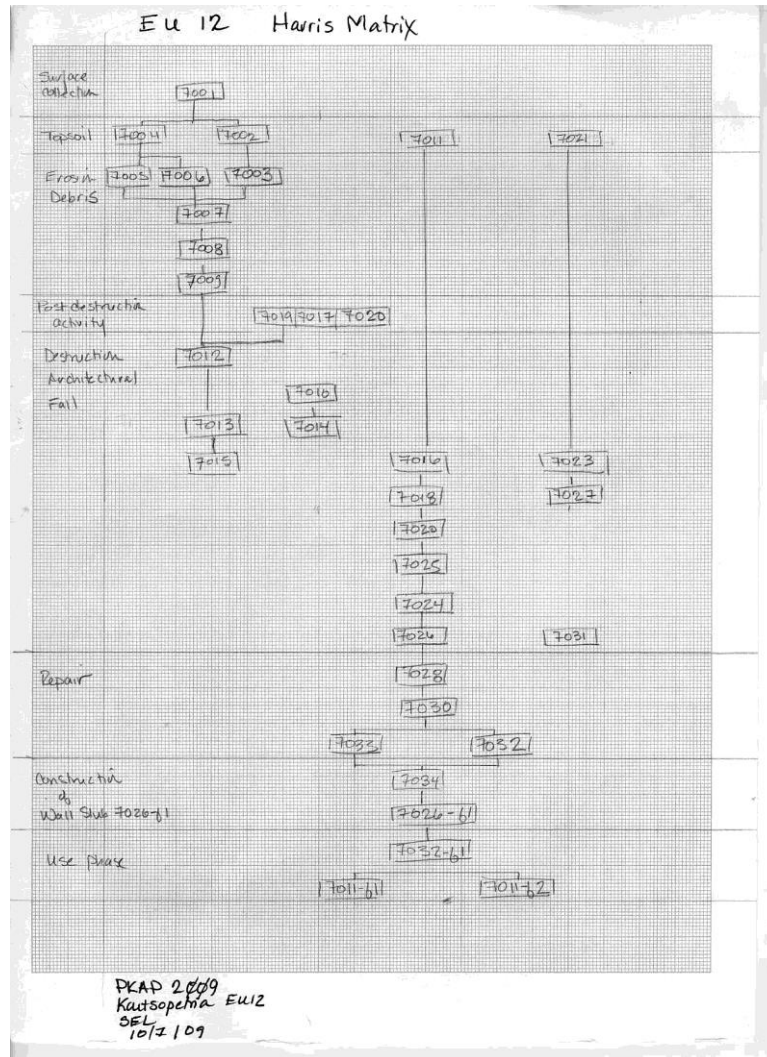 EU 12 Harris Matrix
Surface
collection
7001
Topsoil 7004 7002 7011 7021
Erosion 7005 7006 7003
Debris
7007
7008
7009
Post destruction
activity
7019 7017 7020
Destruction 7012
Architectural
Fall
7010
7013 7014
7015 7016 7023
7018 7027
7020
7025
7024
7026 7031
Repair 7028
7030
7033 7032
Construction 7034
of
Wall Stub 7026-f1 7026-f1
Use phase 7032-f1
7011-f1 7011-f2
PKAP 2009
Koutsopetria EU12
SEL
10/7/09